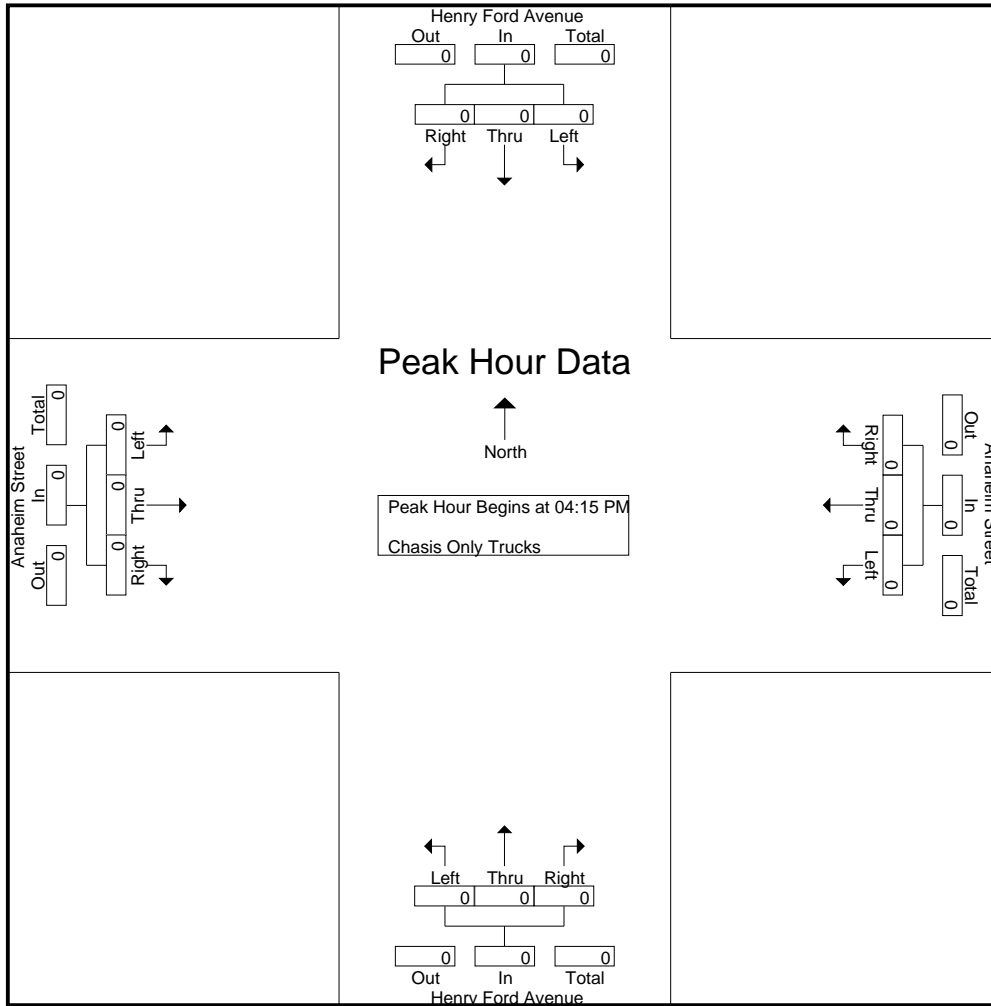 Henry Ford Avenue
Out In Total
0 0 0
0 0 0
Right Thru Left
Peak Hour Data
North
Peak Hour Begins at 04:15 PM
Chasis Only Trucks
Anaheim Street
Total In Out
0 0 0
0 0 0
Left Thru Right
Right Thru Left
0 0 0
0 0 0
Out In Total
Anaheim Street
Left Thru Right
0 0 0
0 0 0
Out In Total
Henry Ford Avenue